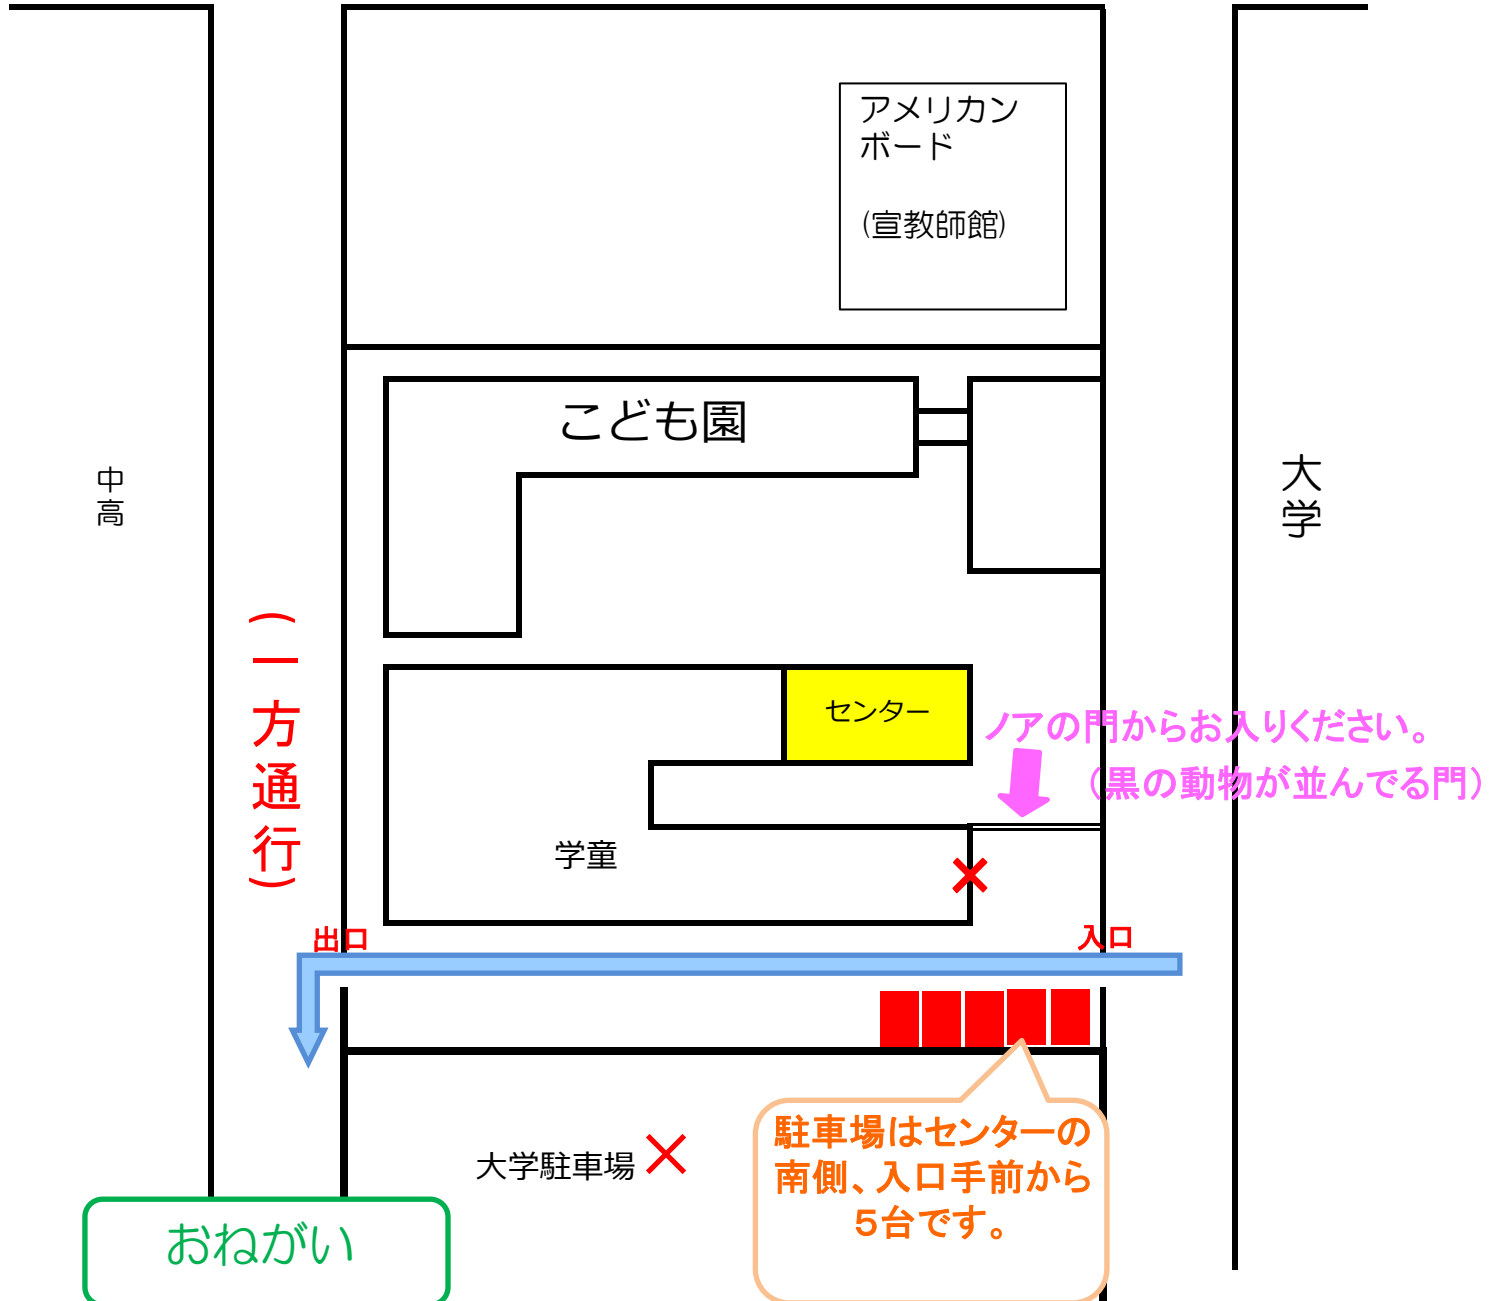 アメリカン
ボード
(宣教師館)
こども園
中高
大学
(一方通行)
センター
ノアの門からお入りください。
(黒の動物が並んでる門)
学童
出口
入口
駐車場はセンターの
南側、入口手前から
5台です。
大学駐車場
おねがい